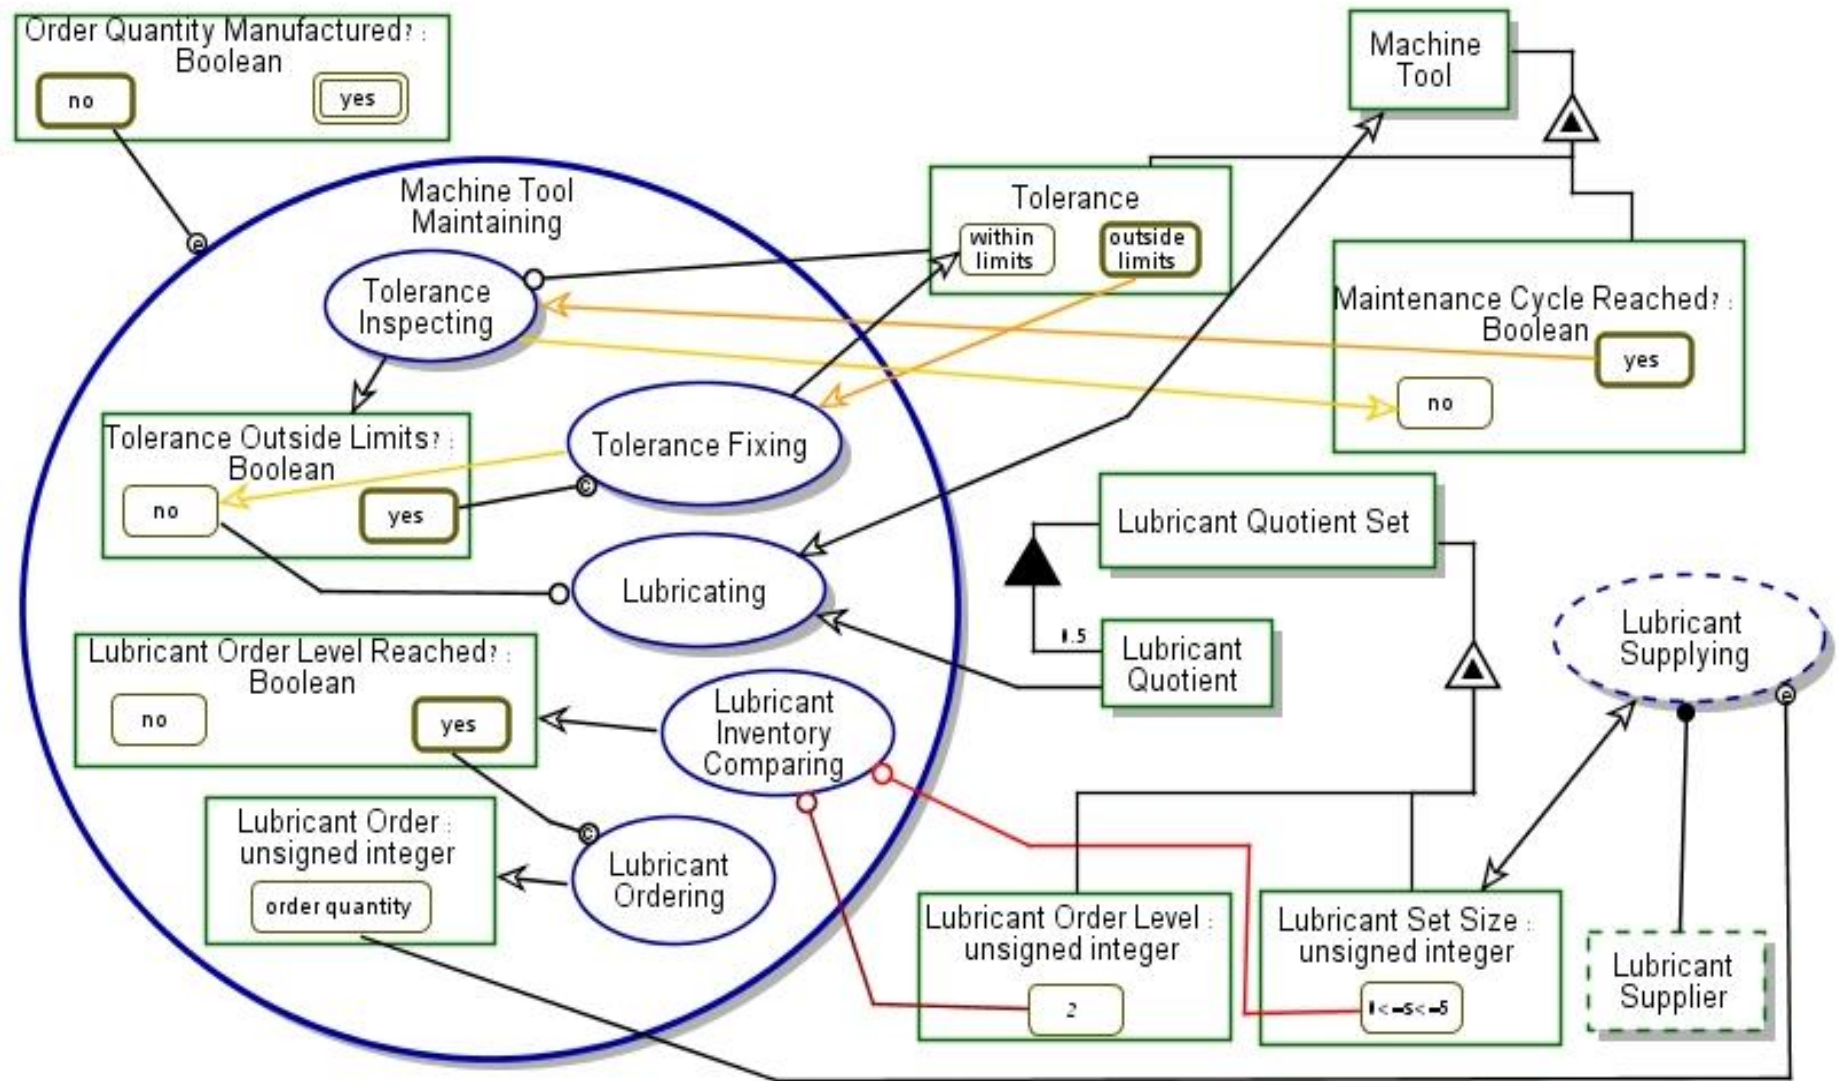 Order Quantity Manufactured? :
Boolean
no
yes
Machine
Tool
Machine Tool
Maintaining
Tolerance
within
limits
outside
limits
Tolerance
Inspecting
Maintenance Cycle Reached? :
Boolean
yes
no
Tolerance Outside Limits? :
Boolean
no
yes
Tolerance Fixing
Lubricant Quotient Set
Lubricating
Lubricant
Supplying
Lubricant Order Level Reached? :
Boolean
no
yes
Lubricant
Quotient
Lubricant
Inventory
Comparing
Lubricant Order :
unsigned integer
order quantity
Lubricant
Ordering
Lubricant Order Level :
unsigned integer
2
Lubricant Set Size :
unsigned integer
Lubricant
Supplier
e
c
c
e